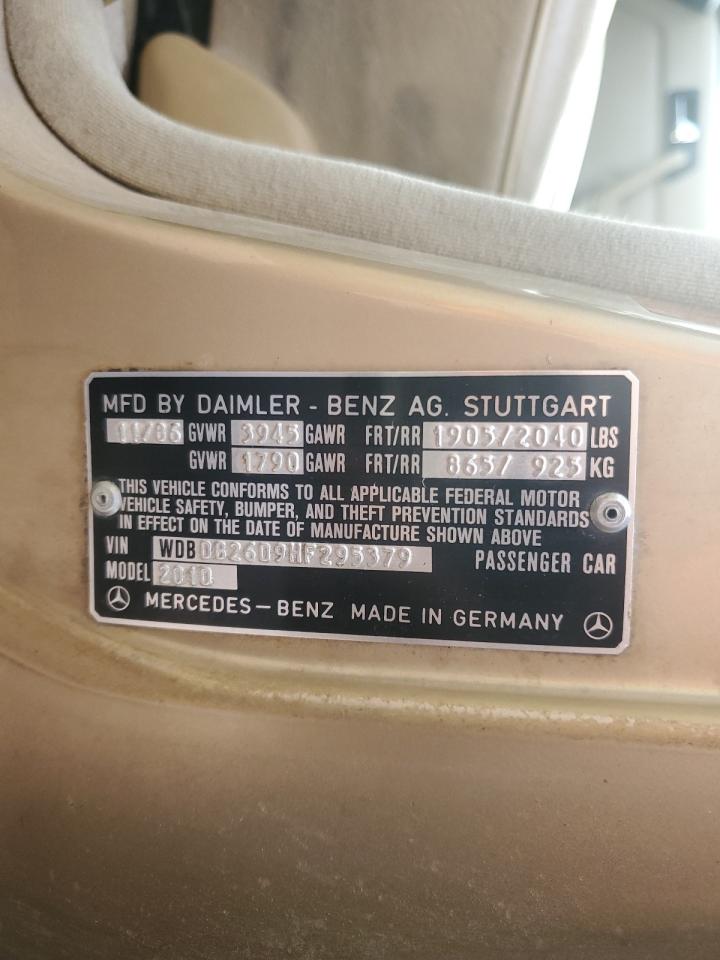 MFD BY DAIMLER - BENZ AG. STUTTGART
11/86 GVWR 3945 GAWR FRT/RR 1905/2040 LBS
GVWR 1790 GAWR FRT/RR 865/ 925 KG
THIS VEHICLE CONFORMS TO ALL APPLICABLE FEDERAL MOTOR
VEHICLE SAFETY, BUMPER, AND THEFT PREVENTION STANDARDS
IN EFFECT ON THE DATE OF MANUFACTURE SHOWN ABOVE
VIN WDBDB26D9HF295379 PASSENGER CAR
MODEL 201D
MERCEDES-BENZ MADE IN GERMANY